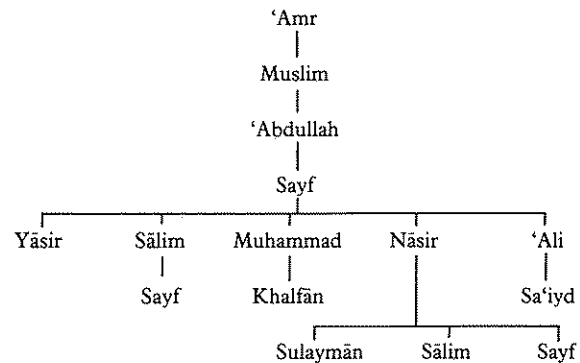 ‘Amr
Muslim
‘Abdullah
Sayf
Yāsir Sālim Muhammad Nāsir ‘Ali
Sayf Khalfān Sa‘iyd
Sulaymān Sālim Sayf